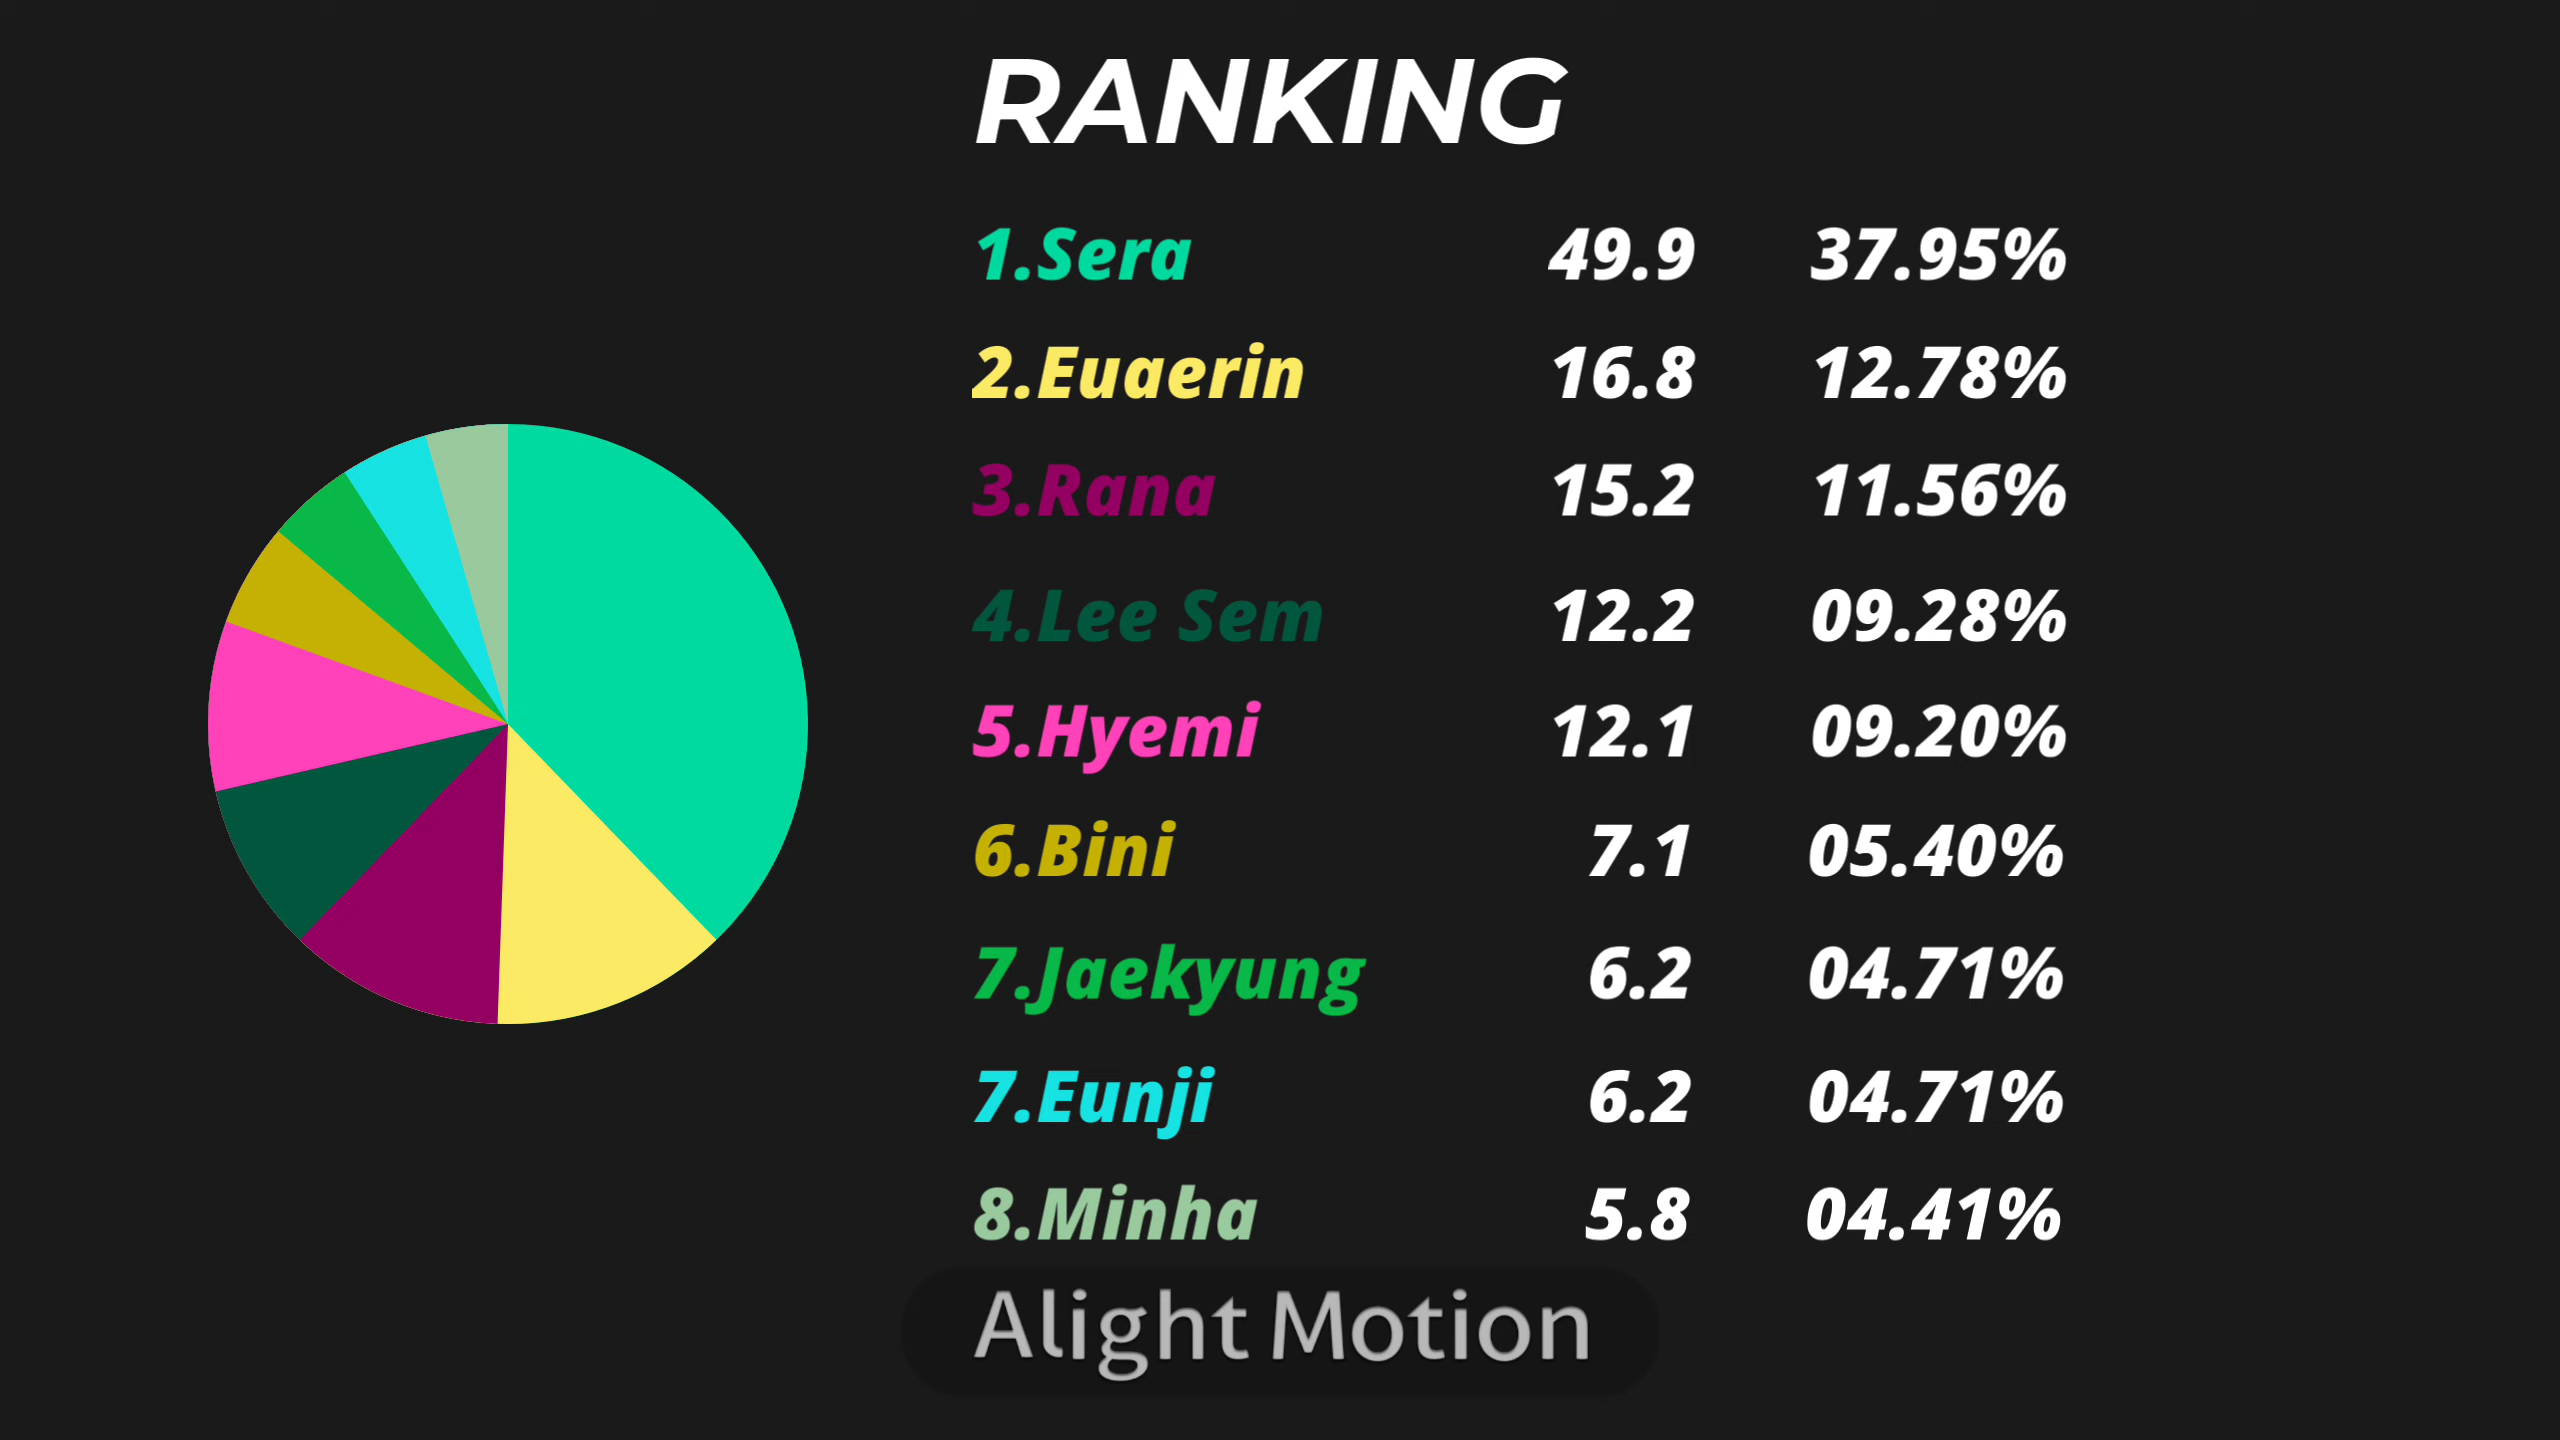 RANKING
1.Sera 49.9 37.95%
2.Euaerin 16.8 12.78%
3.Rana 15.2 11.56%
4.Lee Sem 12.2 09.28%
5.Hyemi 12.1 09.20%
6.Bini 7.1 05.40%
7.Jaekyung 6.2 04.71%
7.Eunji 6.2 04.71%
8.Minha 5.8 04.41%
Alight Motion